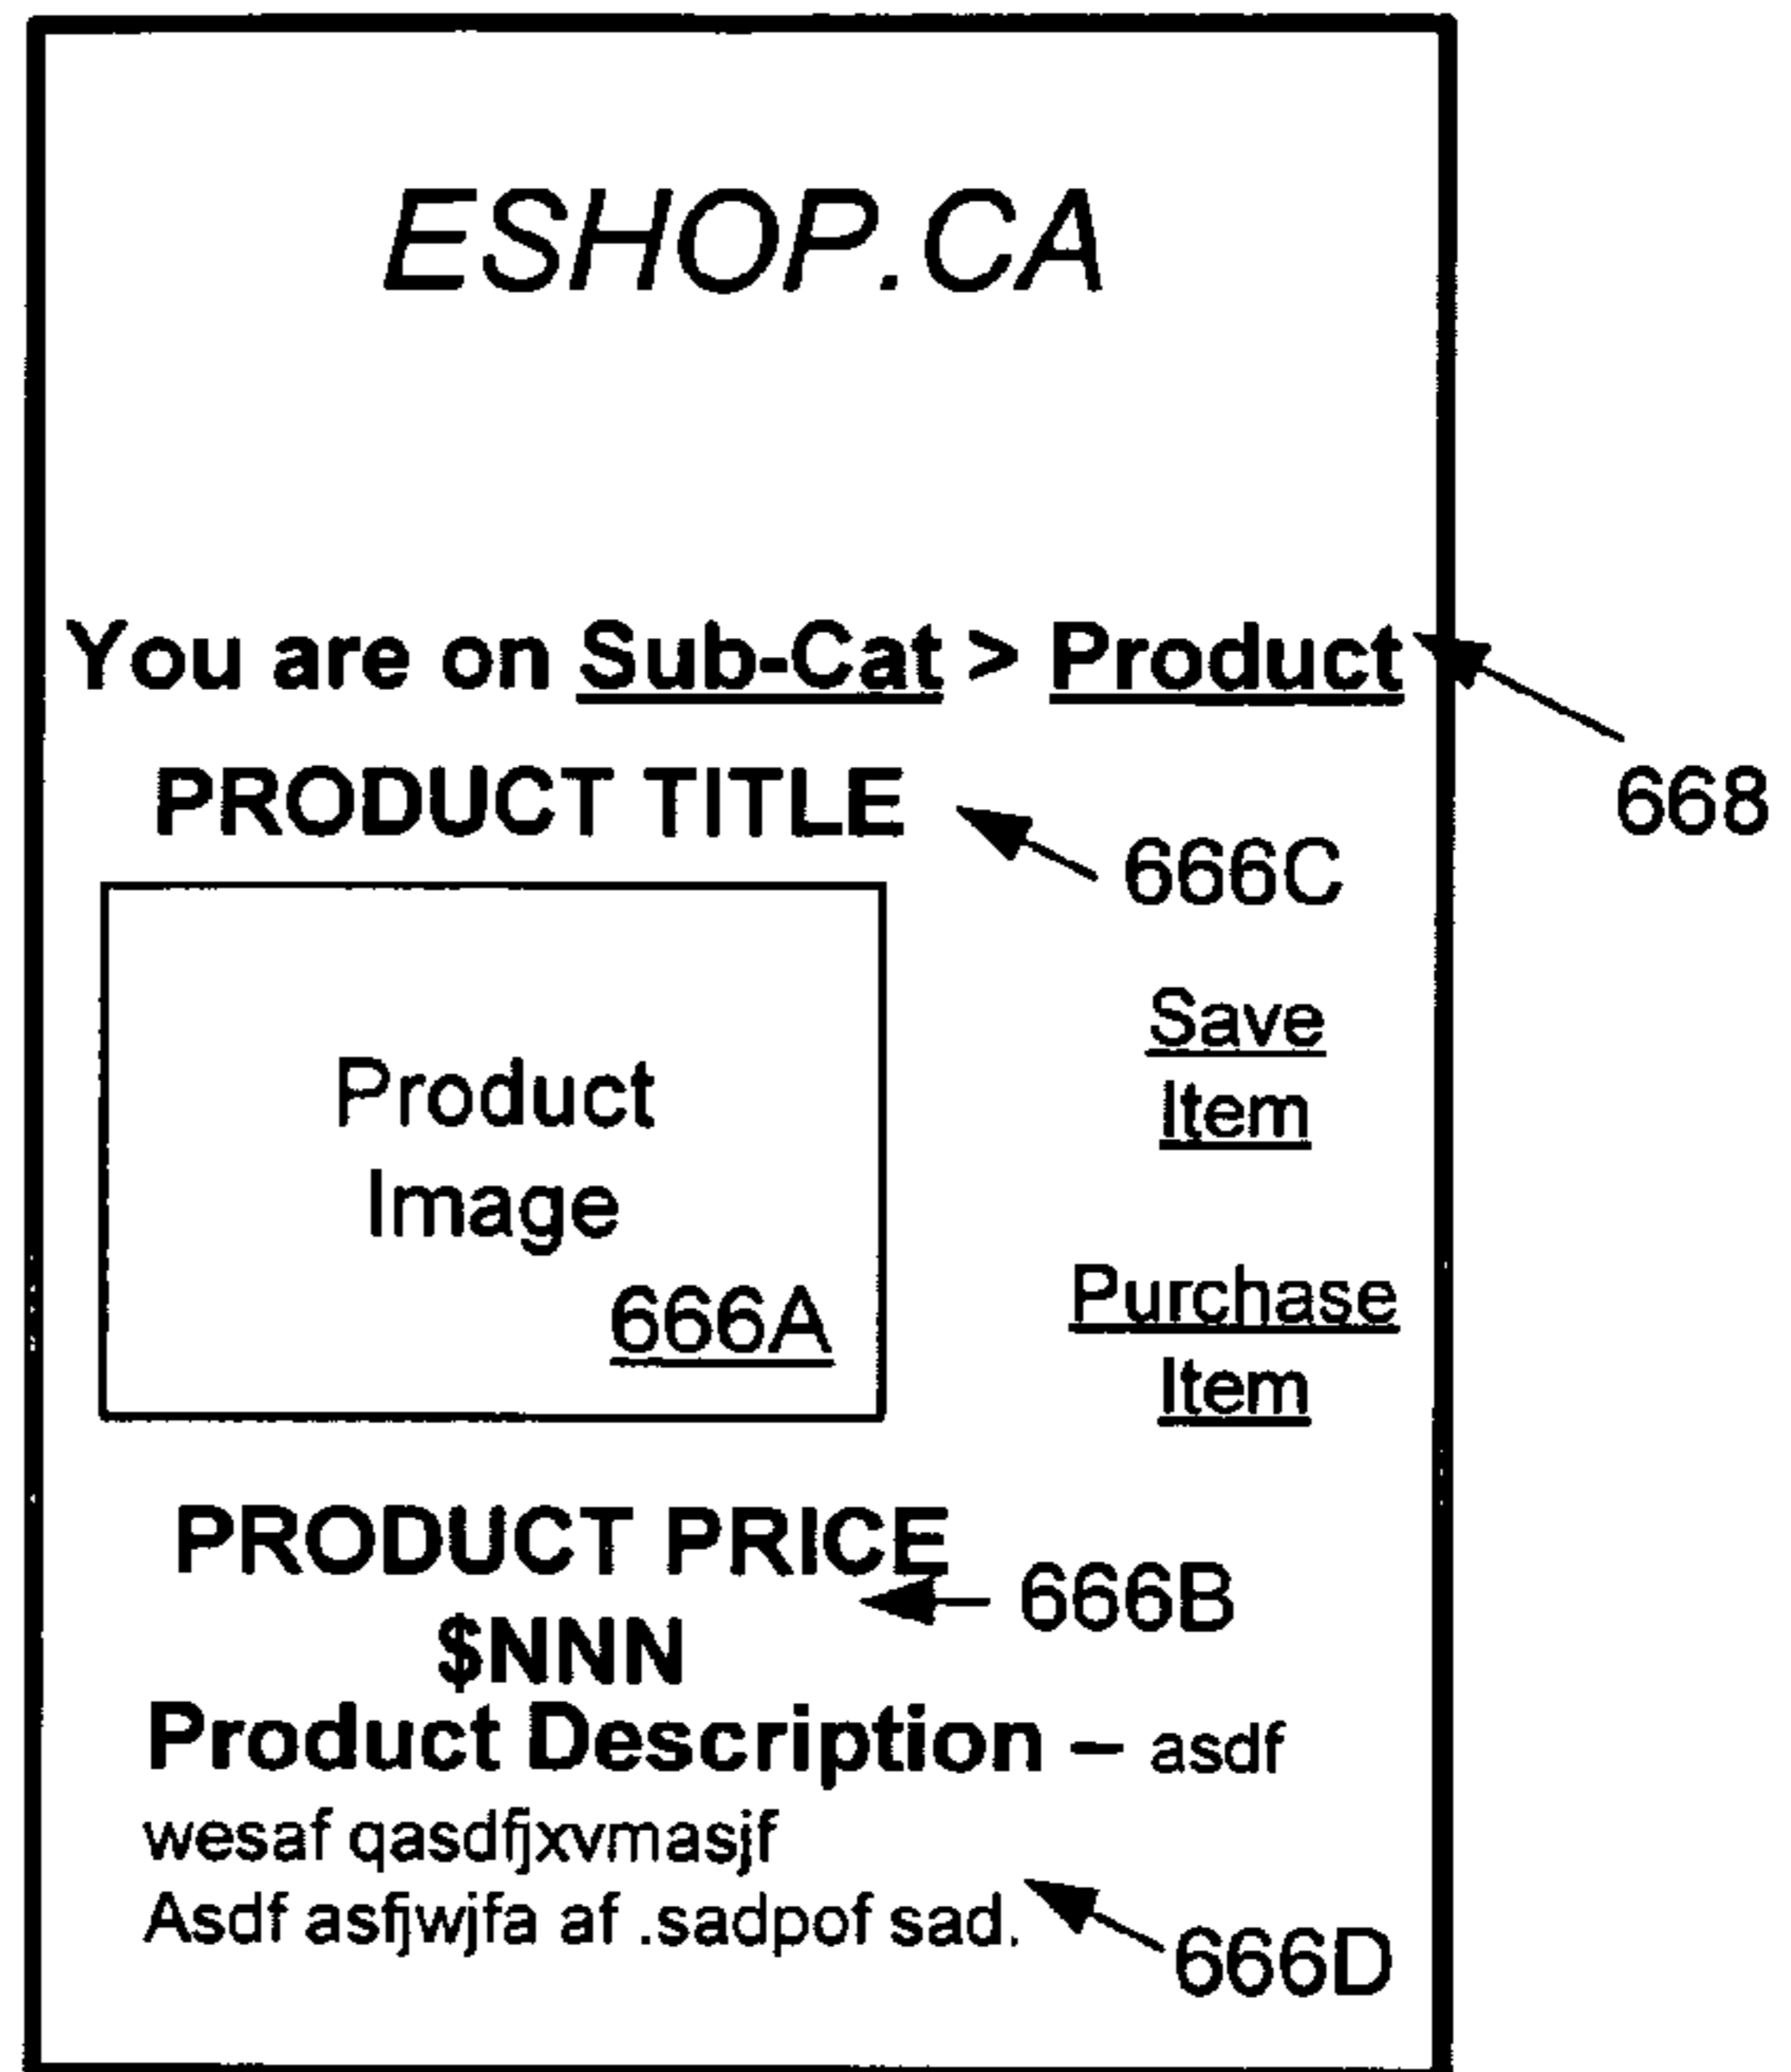 ESHOP.CA
You are on Sub-Cat > Product
668
PRODUCT TITLE
666C
Product
Image
666A
Save
Item
Purchase
Item
PRODUCT PRICE
$NNN
666B
Product Description – asdf
wesaf qasdfjxvmasjf
Asdf asfjwjfa af .sadpof sad.
666D